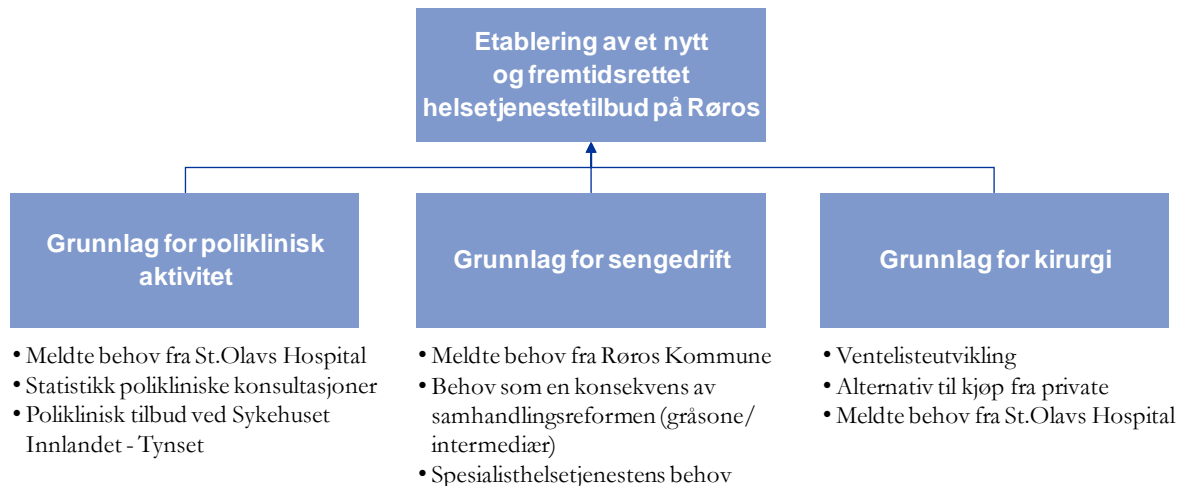 Etablering av et nytt
og fremtidsrettet
helsetjenestetilbud på Røros
Grunnlag for poliklinisk
aktivitet
• Meldte behov fra St.Olavs Hospital
• Statistikk polikliniske konsultasjoner
• Poliklinisk tilbud ved Sykehuset
Innlandet - Tynset
Grunnlag for sengedrift
• Meldte behov fra Røros Kommune
• Behov som en konsekvens av
samhandlingsreformen (gråsone/
intermediær)
• Spesialisthelsetjenestens behov
Grunnlag for kirurgi
• Ventelisteutvikling
• Alternativ til kjøp fra private
• Meldte behov fra St.Olavs Hospital